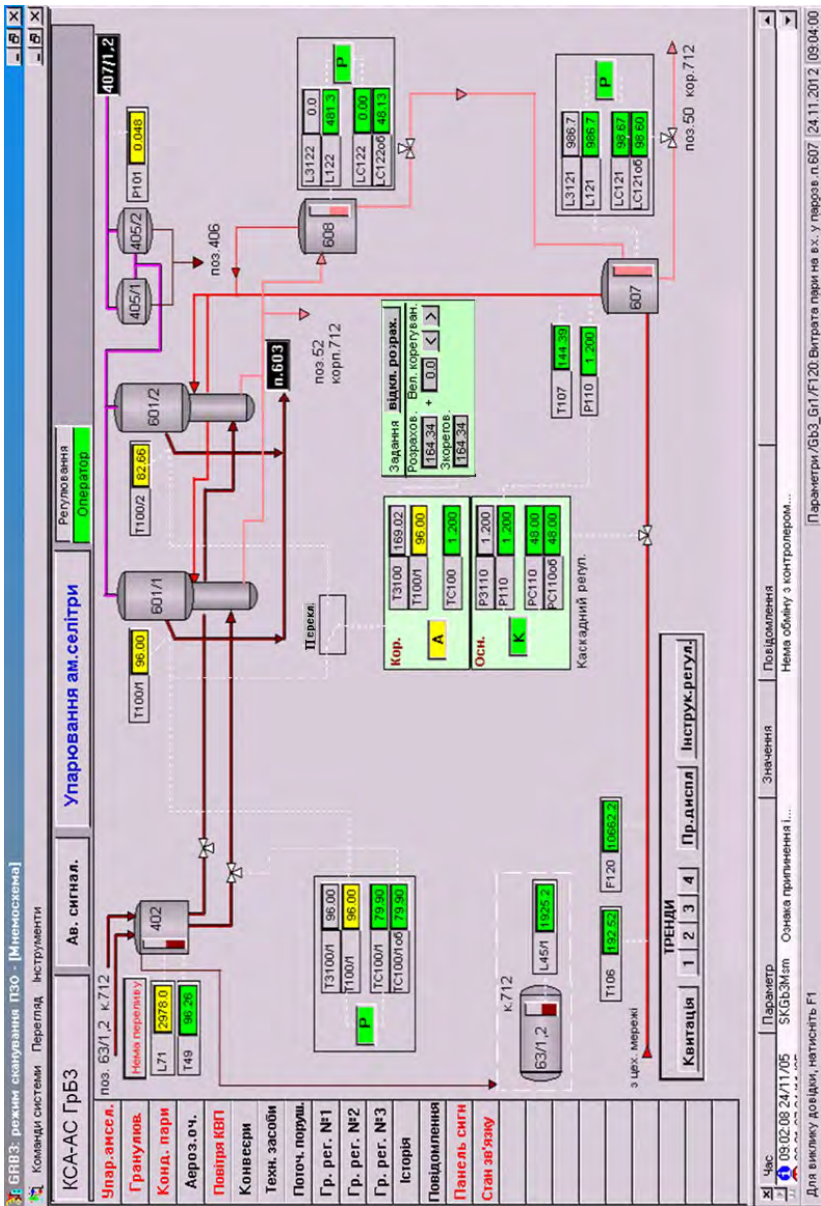 GRB3: режим сканування ПЗО - [Мнемосхема]
Команди системи Перегляд Інструменти
КСА-АС ГрБЗ
Ав. сигнал.
Упарювання ам.селітри
Регулювання
Оператор
Упар.амсел.
Гранулюв.
Конд. пари
Аероз.оч.
Повітря КВП
Конвеєри
Техн. засоби
Поточ. поруш.
Гр. рег. №1
Гр. рег. №2
Гр. рег. №3
Історія
Повідомлення
Панель сигн
Стан зв'язку
поз. 63/1,2 к.712
Нема переливу
402
L71 2978.0
T49 96.26
T100/1 96.00
601/1
T100/2 82.66
601/2
405/1
405/2
P101 0.048
407/1,2
поз.406
п.603
поз.52
корп.712
608
L3122 0.0
L122 481.3
LC122 0.00
LC122об 48.13
P
T3100/1 96.00
T100/1 96.00
TC100/1 79.90
TC100/1об 79.90
P
Перекл.
Кор.
A
T3100 169.02
T100/1 96.00
TC100 1.200
Осн.
K
P3110 1.200
P110 1.200
PC110 48.00
PC110об 48.00
Каскадний регул.
Задання відкл. розрах.
Розрахов. Вел. корегуван.
164.34 + 0.0 < >
Зкорегов.
164.34
T107 144.39
P110 1.200
607
L3121 986.7
L121 986.7
LC121 98.67
LC121об 98.60
P
поз.50 кор.712
к.712
63/1,2
L45/1 1925.2
T106 192.52
F120 10662.2
з цех. мережі
ТРЕНДИ
Квитація 1 2 3 4 Пр.диспл Інструк.регул.
Час Параметр Значення Повідомлення
09:02:08 24/11/05 SKGb3Msm Ознака припинення і... Нема обміну з контролером...
Для виклику довідки, натисніть F1
Параметри/Gb3_Gr1/F120:Витрата пари на вх. у пароз.п.607 24.11.2012 09:04:00